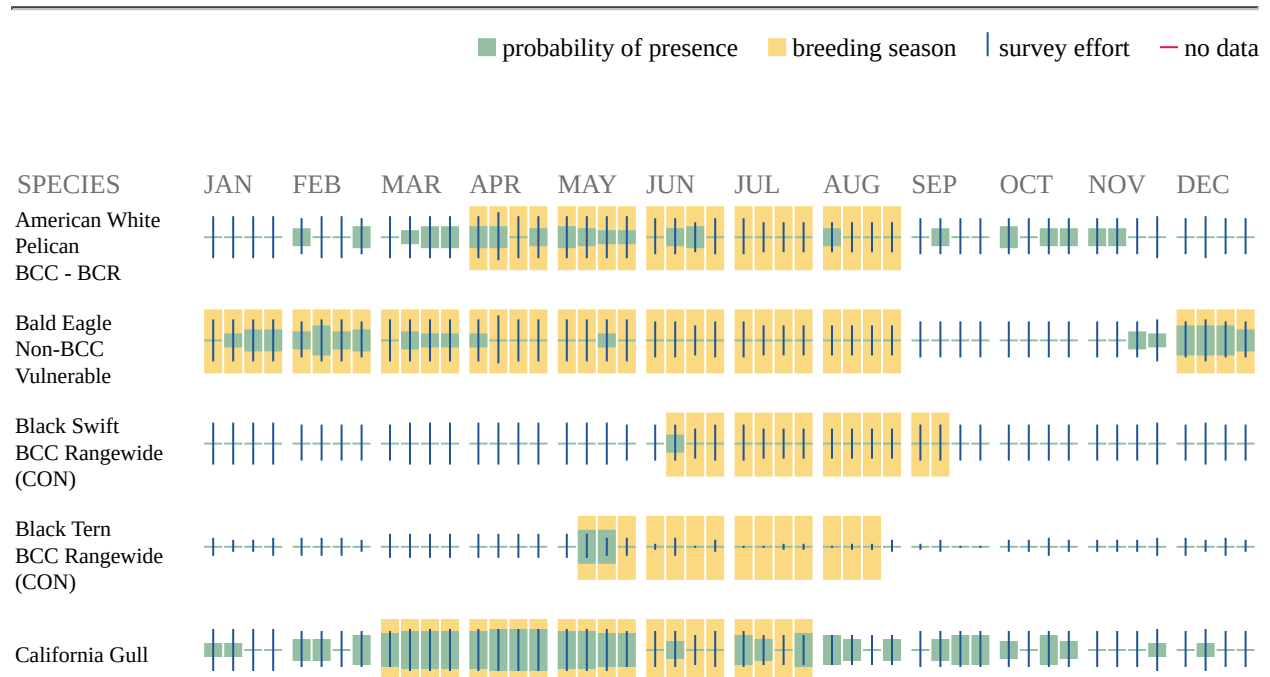 probability of presence breeding season survey effort no data
SPECIES JAN FEB MAR APR MAY JUN JUL AUG SEP OCT NOV DEC
American White
Pelican
BCC - BCR
Bald Eagle
Non-BCC
Vulnerable
Black Swift
BCC Rangewide
(CON)
Black Tern
BCC Rangewide
(CON)
California Gull